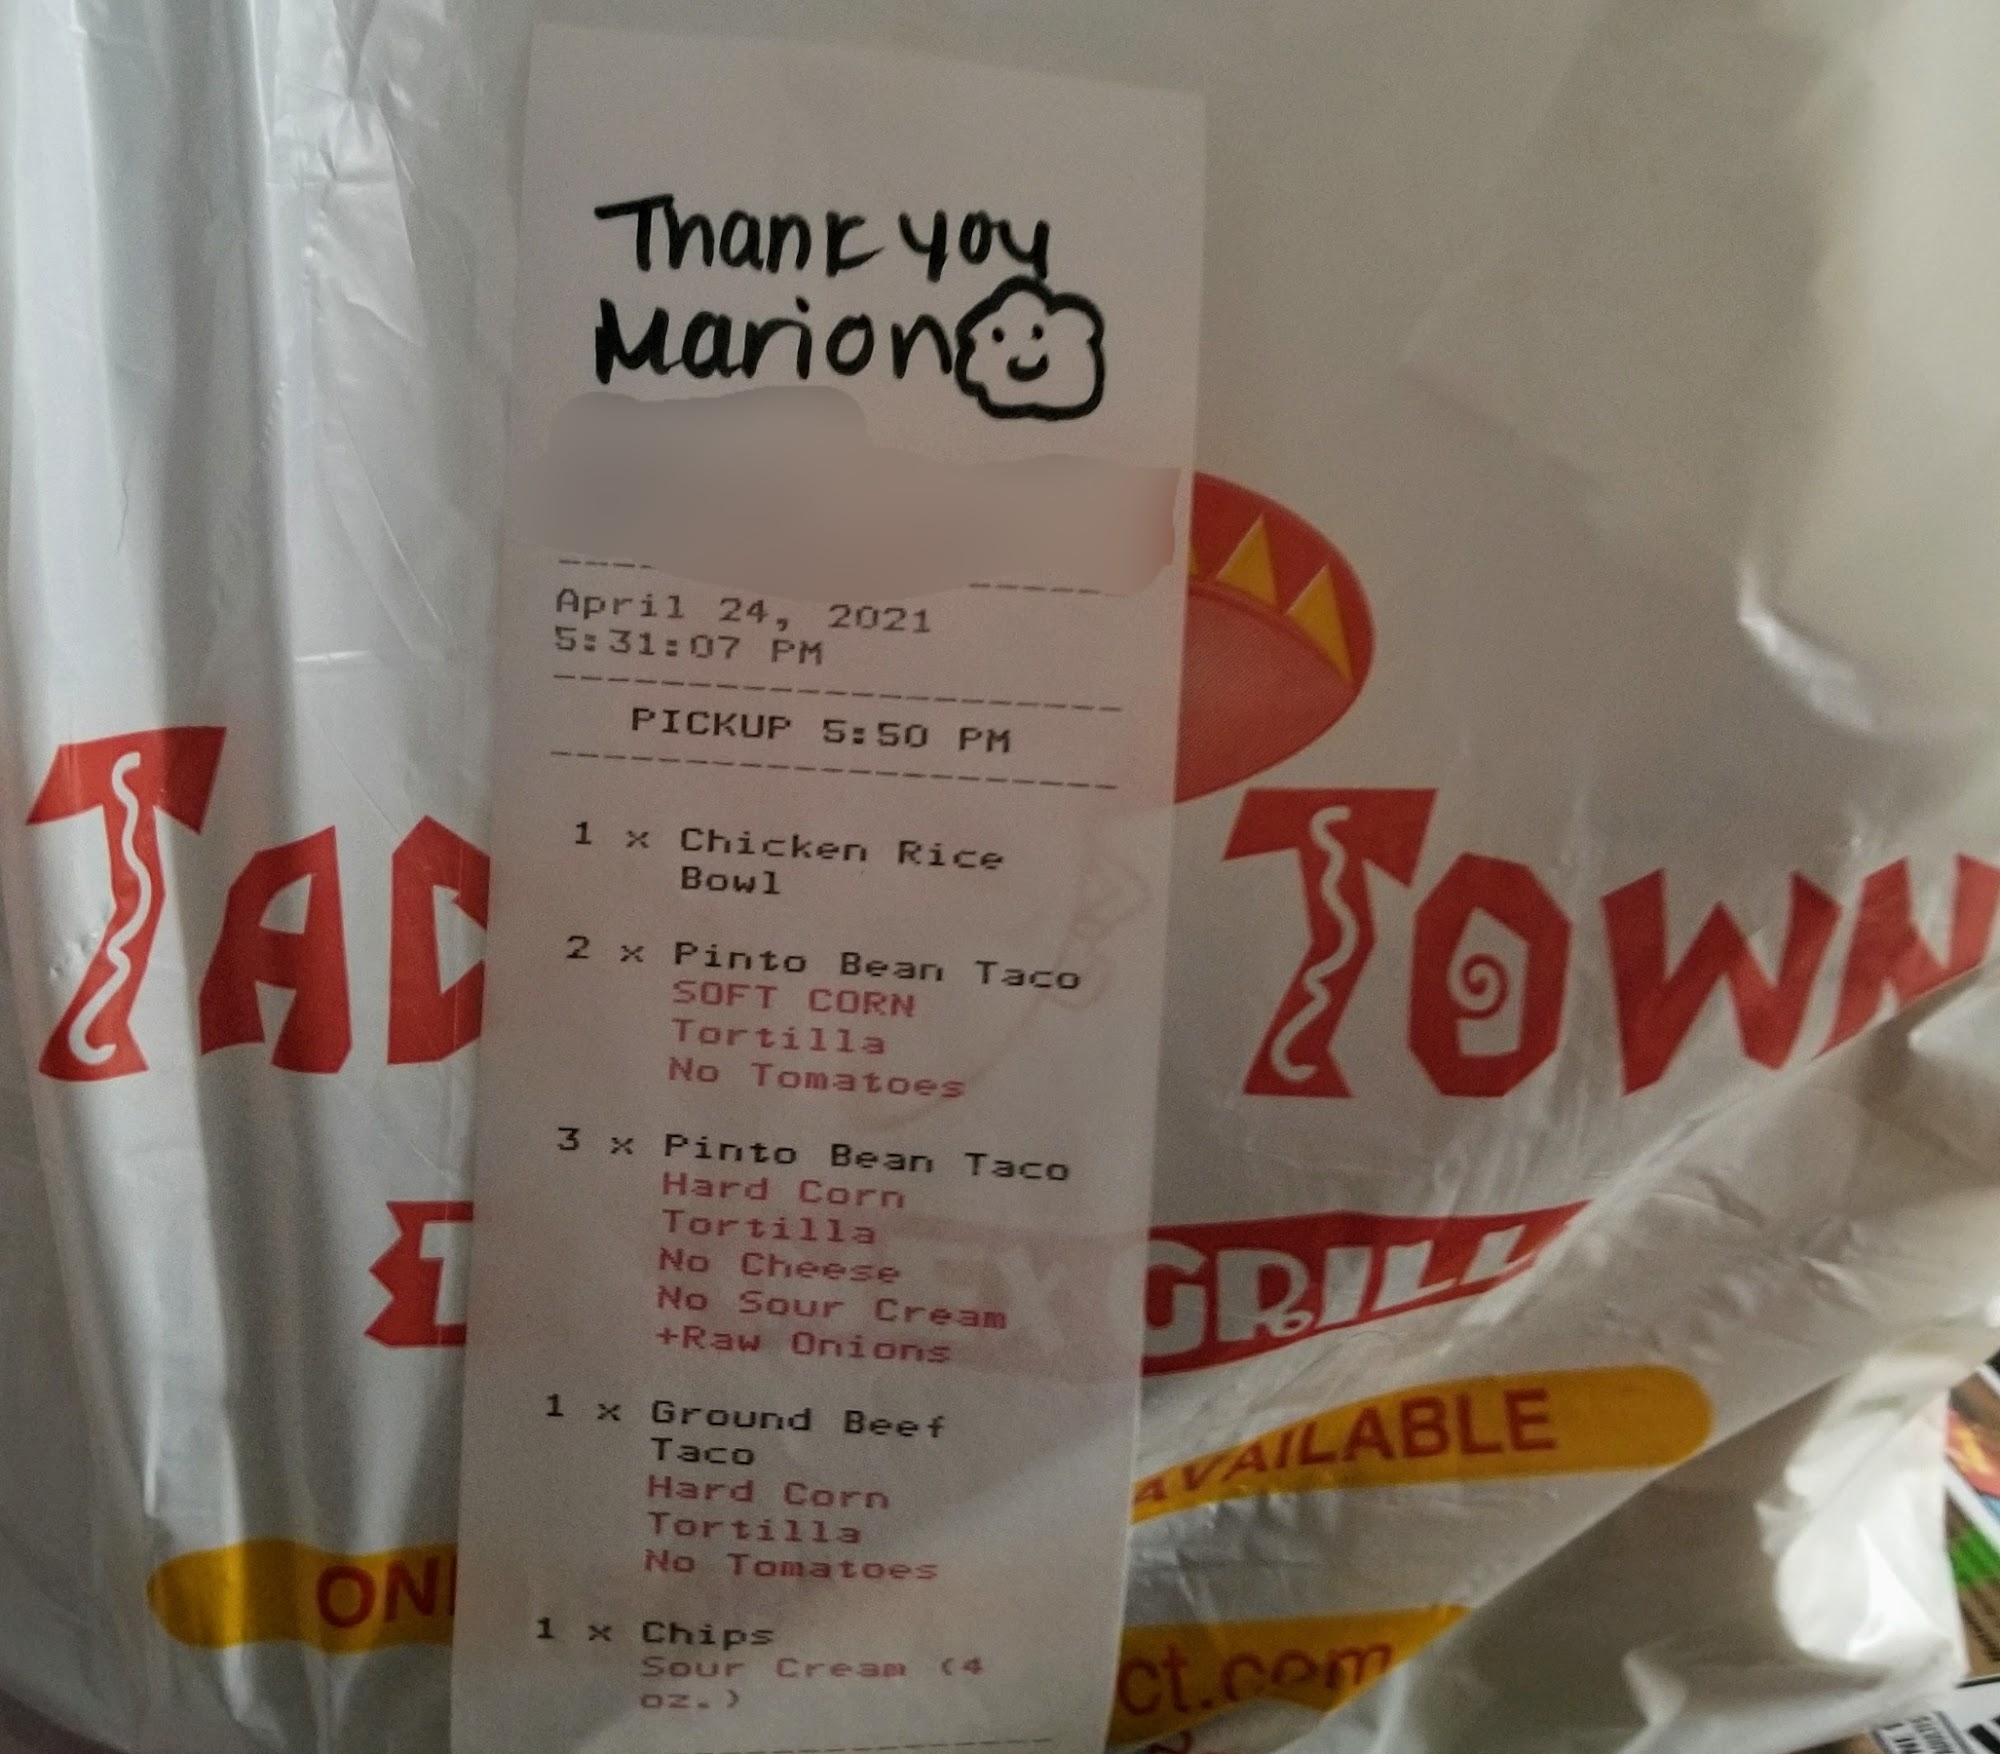 Thank you
Marion
April 24, 2021
5:31:07 PM
PICKUP 5:50 PM
1 x Chicken Rice
Bowl
2 x Pinto Bean Taco
SOFT CORN
Tortilla
No Tomatoes
3 x Pinto Bean Taco
Hard Corn
Tortilla
No Cheese
No Sour Cream
+Raw Onions
1 x Ground Beef
Taco
Hard Corn
Tortilla
No Tomatoes
1 x Chips
Sour Cream (4
oz.)
TACO TOWN
GRILL
AVAILABLE
ct.com